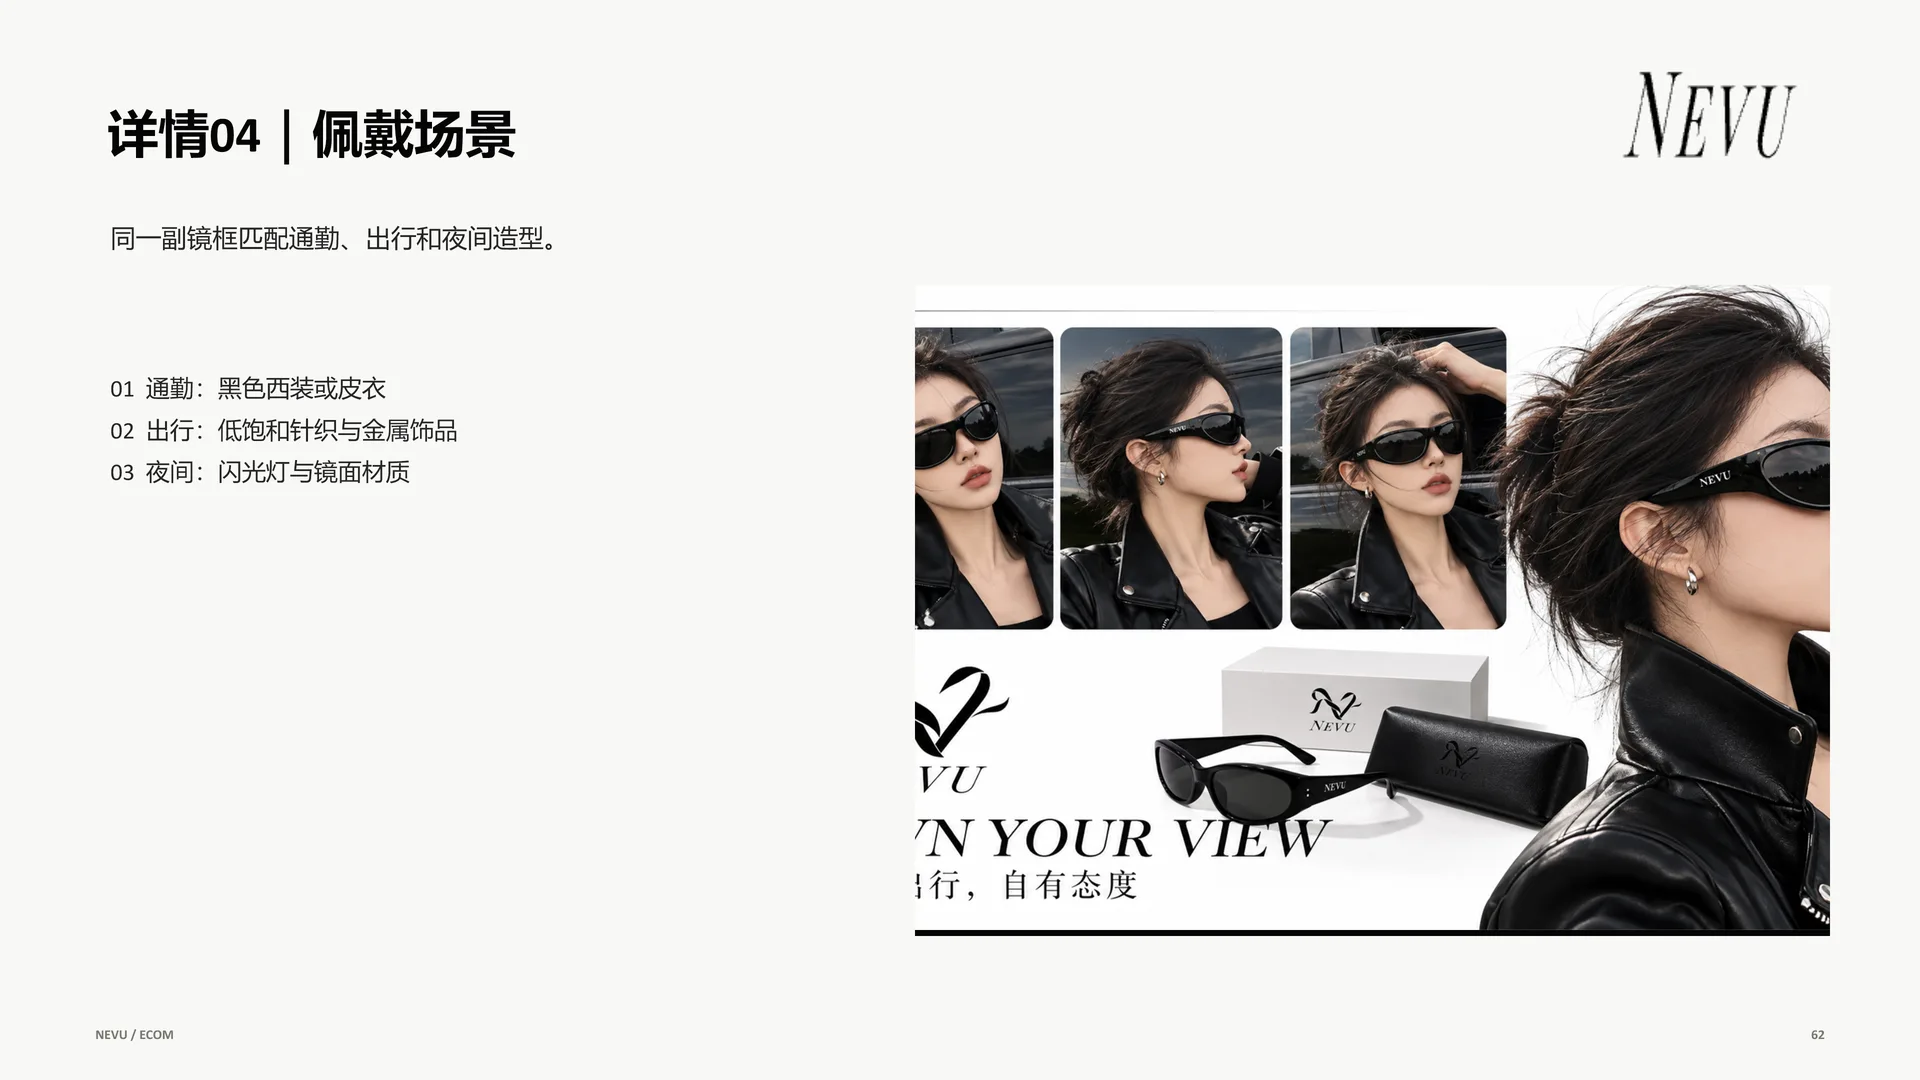 详情04｜佩戴场景
NEVU
同一副镜框匹配通勤、出行和夜间造型。
01 通勤：黑色西装或皮衣
02 出行：低饱和针织与金属饰品
03 夜间：闪光灯与镜面材质
NEVU
NEVU
NEVU
NEVU
NEVU
NEVU
VU
N YOUR VIEW
行，自有态度
NEVU / ECOM
62